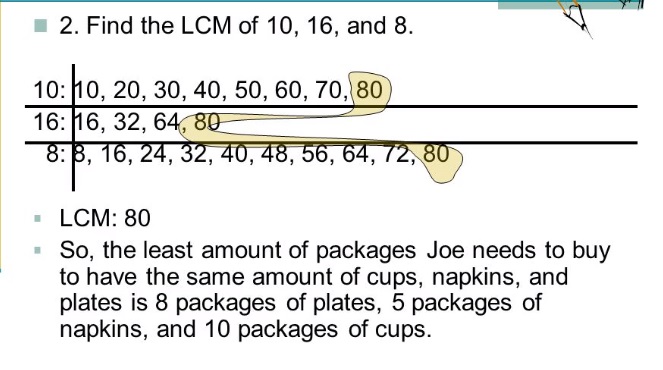 2. Find the LCM of 10, 16, and 8.
10: 10, 20, 30, 40, 50, 60, 70, 80
16: 16, 32, 64, 80
8: 8, 16, 24, 32, 40, 48, 56, 64, 72, 80
LCM: 80
So, the least amount of packages Joe needs to buy
to have the same amount of cups, napkins, and
plates is 8 packages of plates, 5 packages of
napkins, and 10 packages of cups.